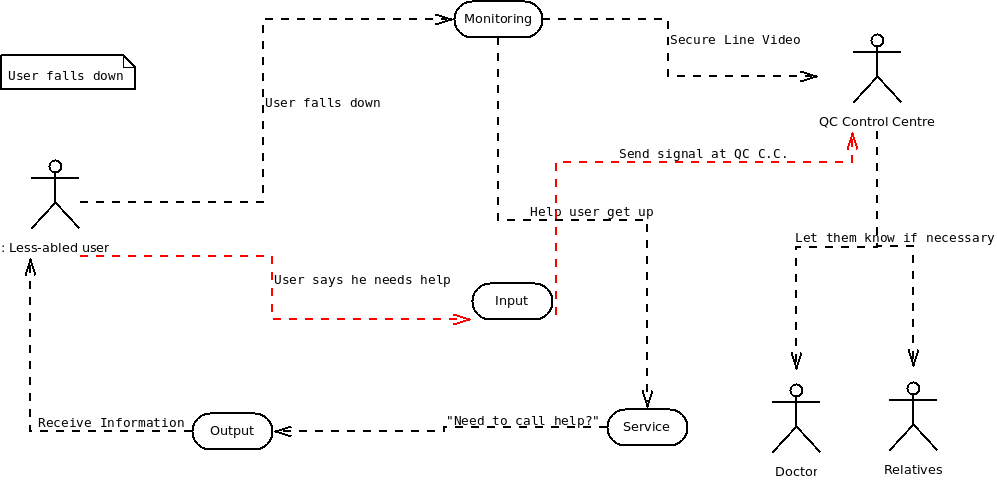 Monitoring
Secure Line Video
User falls down
User falls down
QC Control Centre
Send signal at QC C.C.
Help user get up
Let them know if necessary
: Less-abled user
User says he needs help
Input
Receive Information
Output
"Need to call help?"
Service
Doctor
Relatives